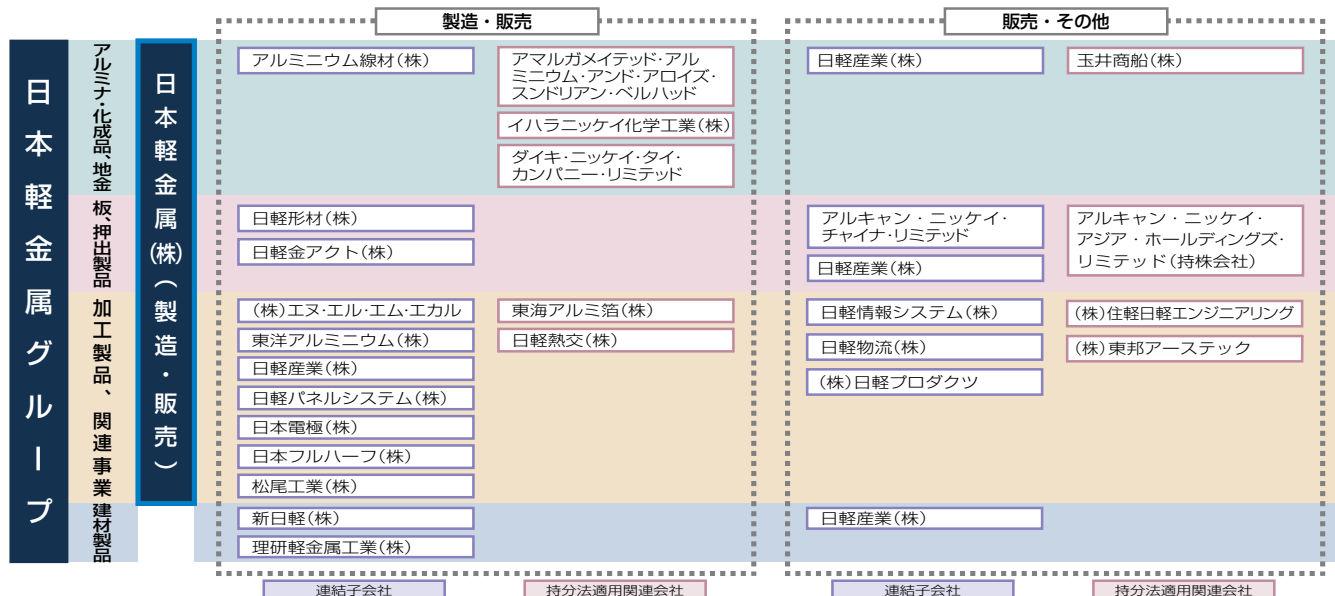 製造・販売
販売・その他
日本軽金属グループ
アルミナ・化成品、地金
日本軽金属(株)(製造・販売)
アルミニウム線材(株)
アマルガメイテッド・アル
ミニウム・アンド・アロイズ・
スンドリアン・ベルハッド
イハラニッケイ化学工業(株)
ダイキ・ニッケイ・タイ・
カンパニー・リミテッド
日軽産業(株)
玉井商船(株)
板、押出製品
日軽形材(株)
日軽金アクト(株)
アルキャン・ニッケイ・
チャイナ・リミテッド
日軽産業(株)
アルキャン・ニッケイ・
アジア・ホールディングズ・
リミテッド(持株会社)
加工製品、関連事業
(株)エヌ・エル・エム・エカル
東洋アルミニウム(株)
日軽産業(株)
日軽パネルシステム(株)
日本電極(株)
日本フルハーフ(株)
松尾工業(株)
東海アルミ箔(株)
日軽熱交(株)
日軽情報システム(株)
日軽物流(株)
(株)日軽プロダクツ
(株)住軽日軽エンジニアリング
(株)東邦アーステック
建材製品
新日軽(株)
理研軽金属工業(株)
日軽産業(株)
連結子会社
持分法適用関連会社
連結子会社
持分法適用関連会社